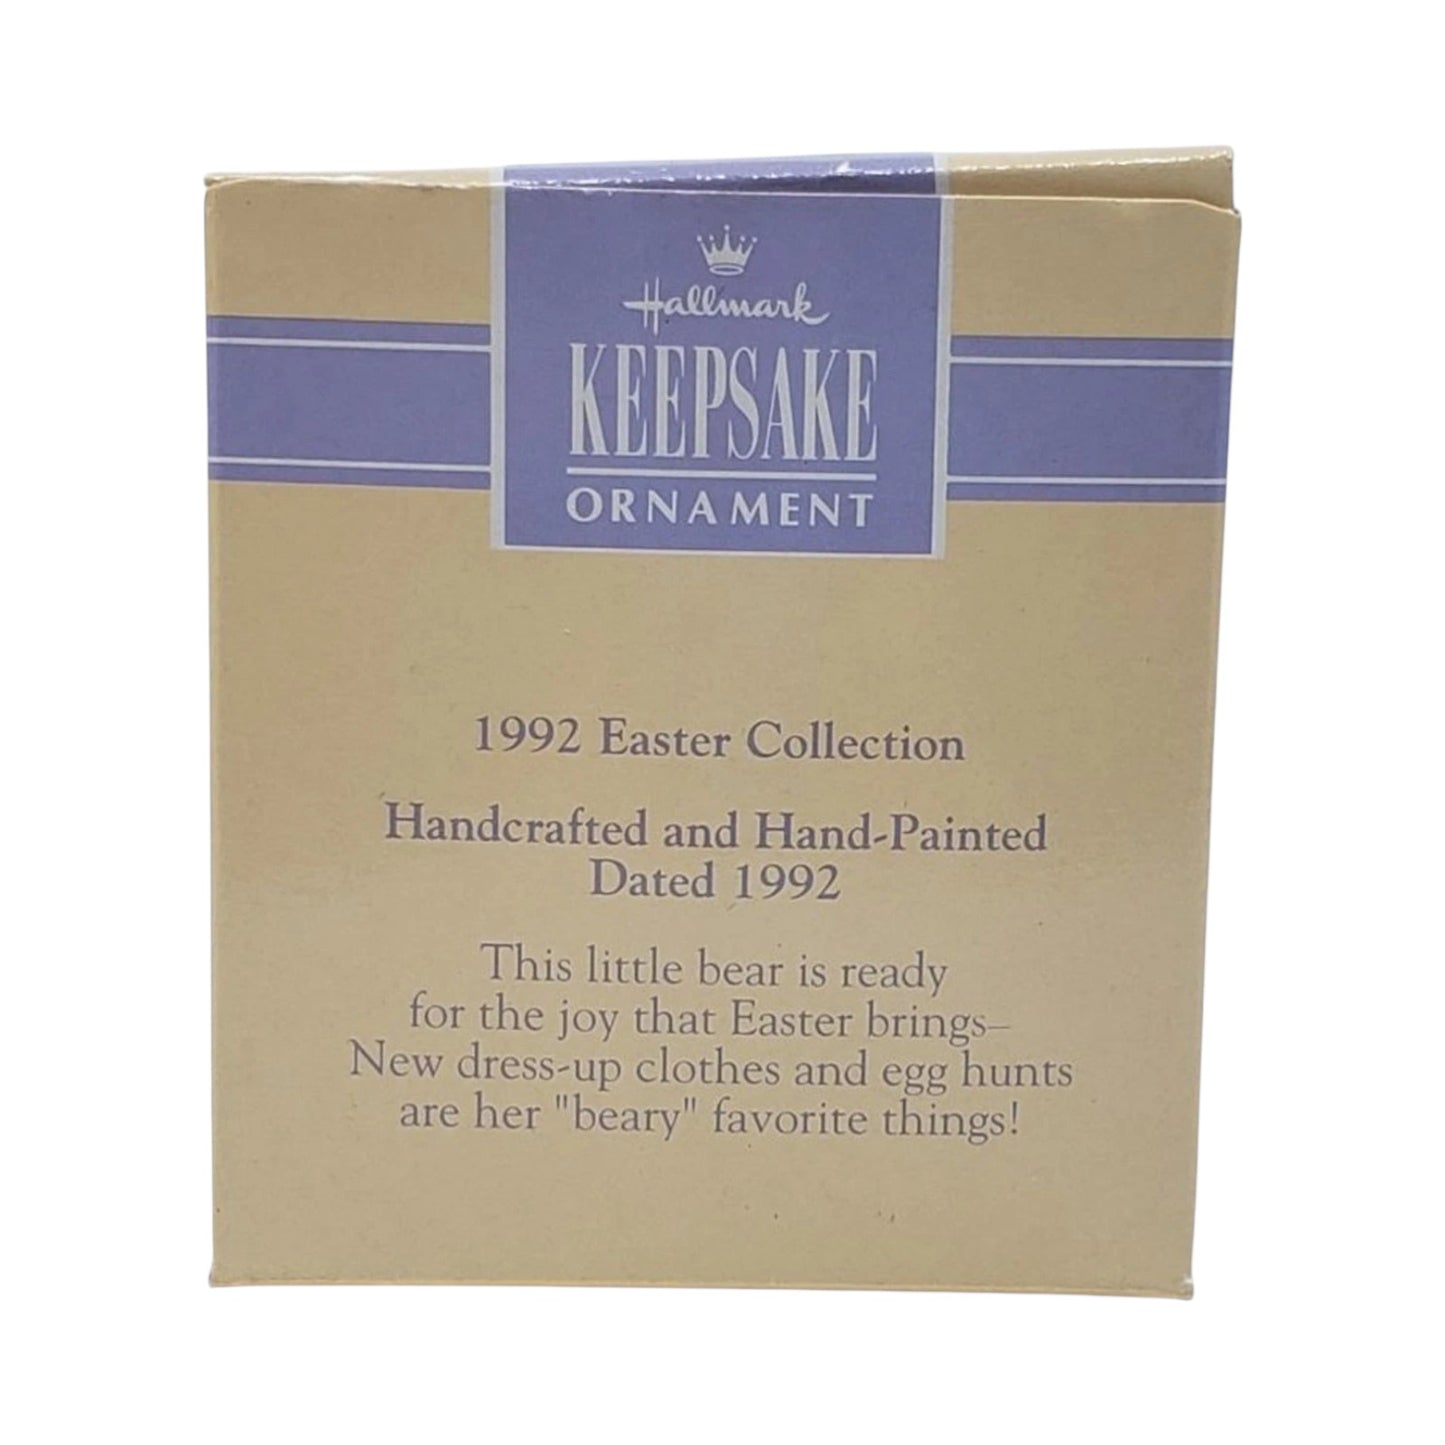 Hallmark
KEEPSAKE
ORNAMENT
1992 Easter Collection
Handcrafted and Hand-Painted
Dated 1992
This little bear is ready
for the joy that Easter brings–
New dress-up clothes and egg hunts
are her "beary" favorite things!